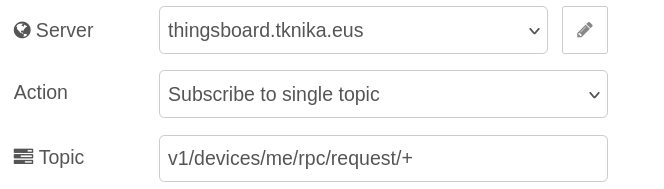 Server thingsboard.tknika.eus
Action Subscribe to single topic
Topic v1/devices/me/rpc/request/+